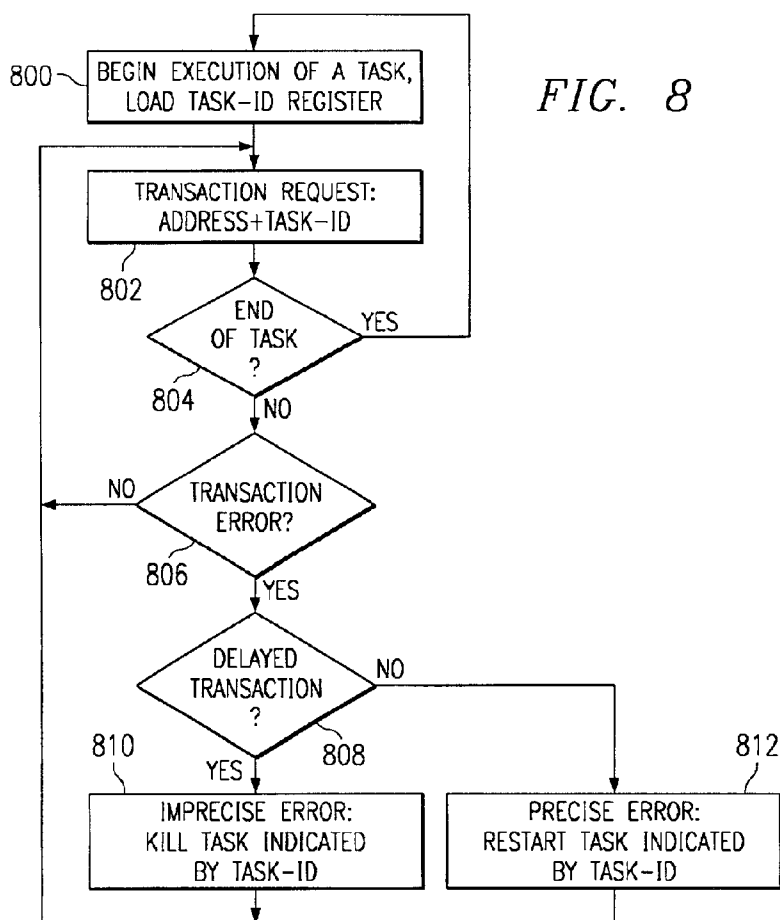 FIG. 8
800
BEGIN EXECUTION OF A TASK,
LOAD TASK-ID REGISTER
TRANSACTION REQUEST:
ADDRESS+TASK-ID
802
END
OF TASK
?
YES
804
NO
NO
TRANSACTION
ERROR?
806
YES
DELAYED
TRANSACTION
?
NO
808
YES
810
IMPRECISE ERROR:
KILL TASK INDICATED
BY TASK-ID
812
PRECISE ERROR:
RESTART TASK INDICATED
BY TASK-ID